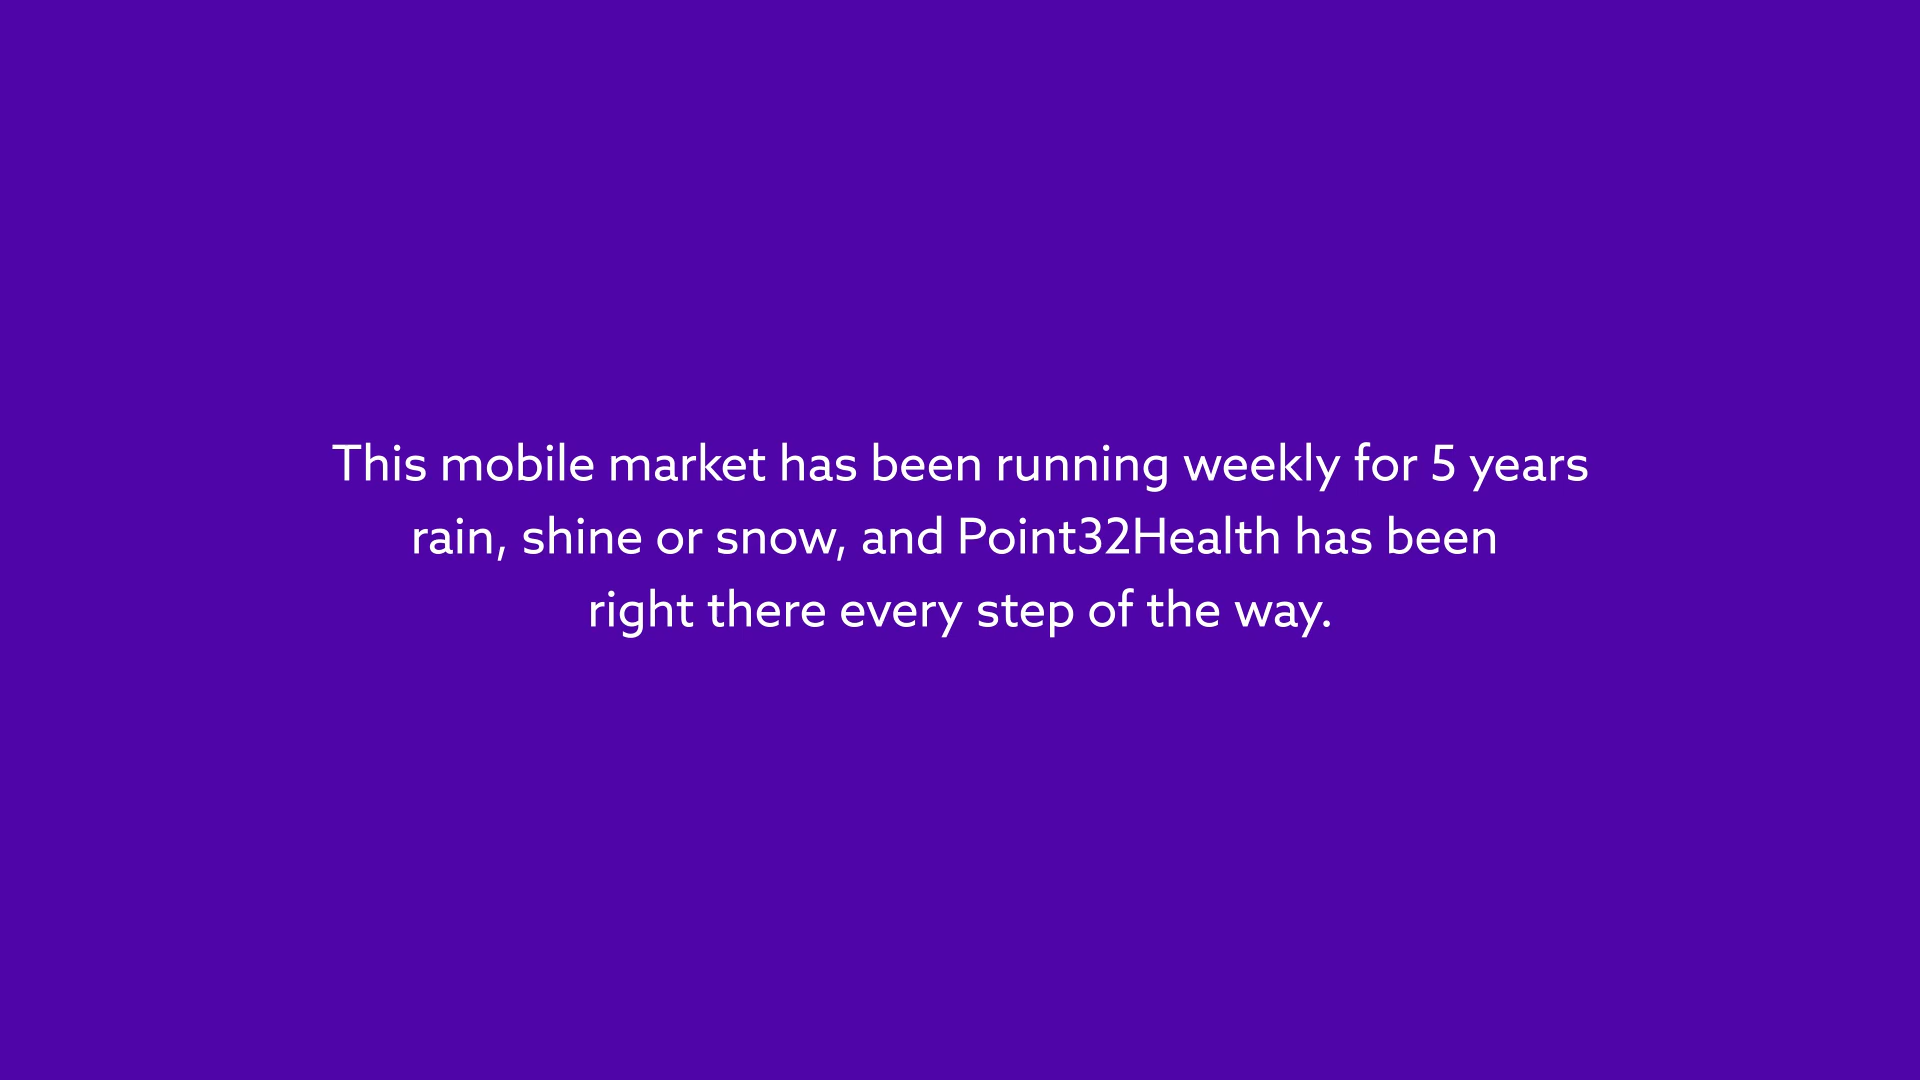 This mobile market has been running weekly for 5 years
rain, shine or snow, and Point32Health has been
right there every step of the way.